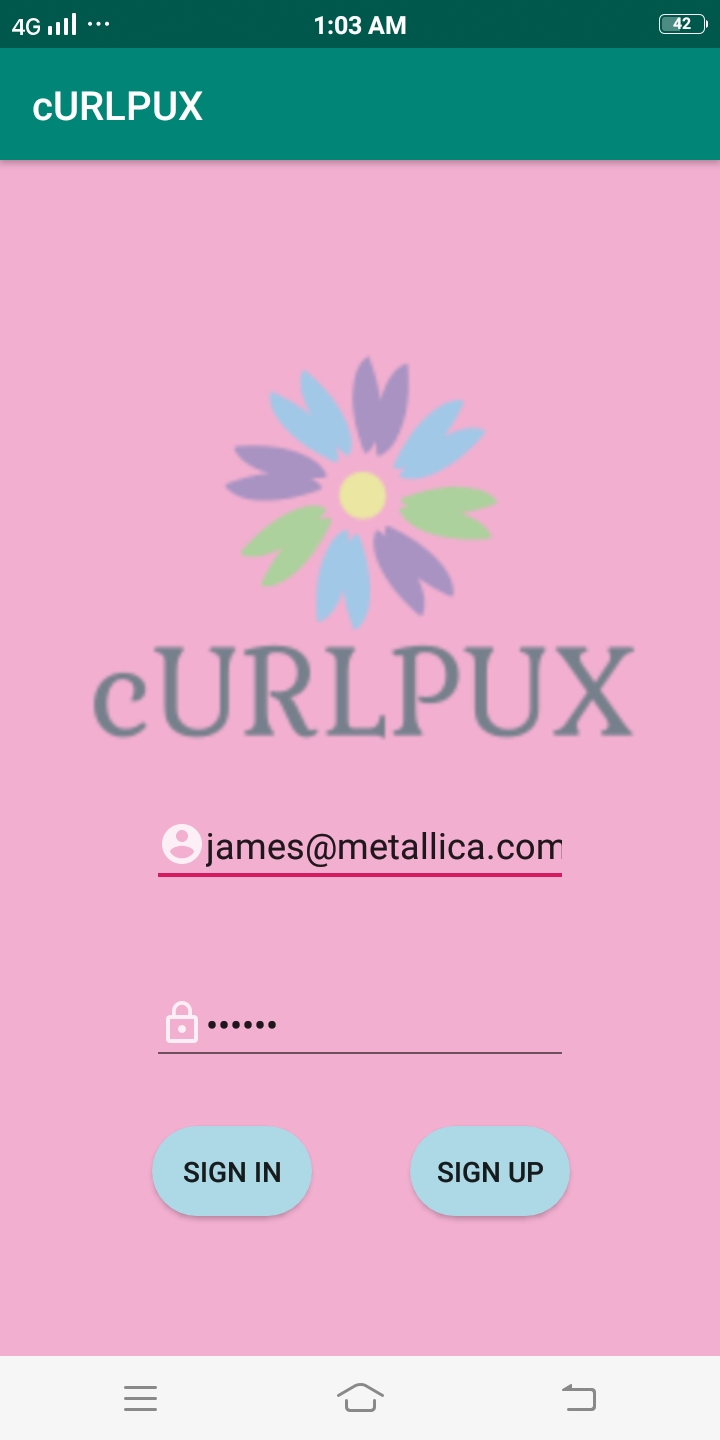 4G 1:03 AM 42
cURLPUX
cURLPUX
james@metallica.com
••••••
SIGN IN SIGN UP